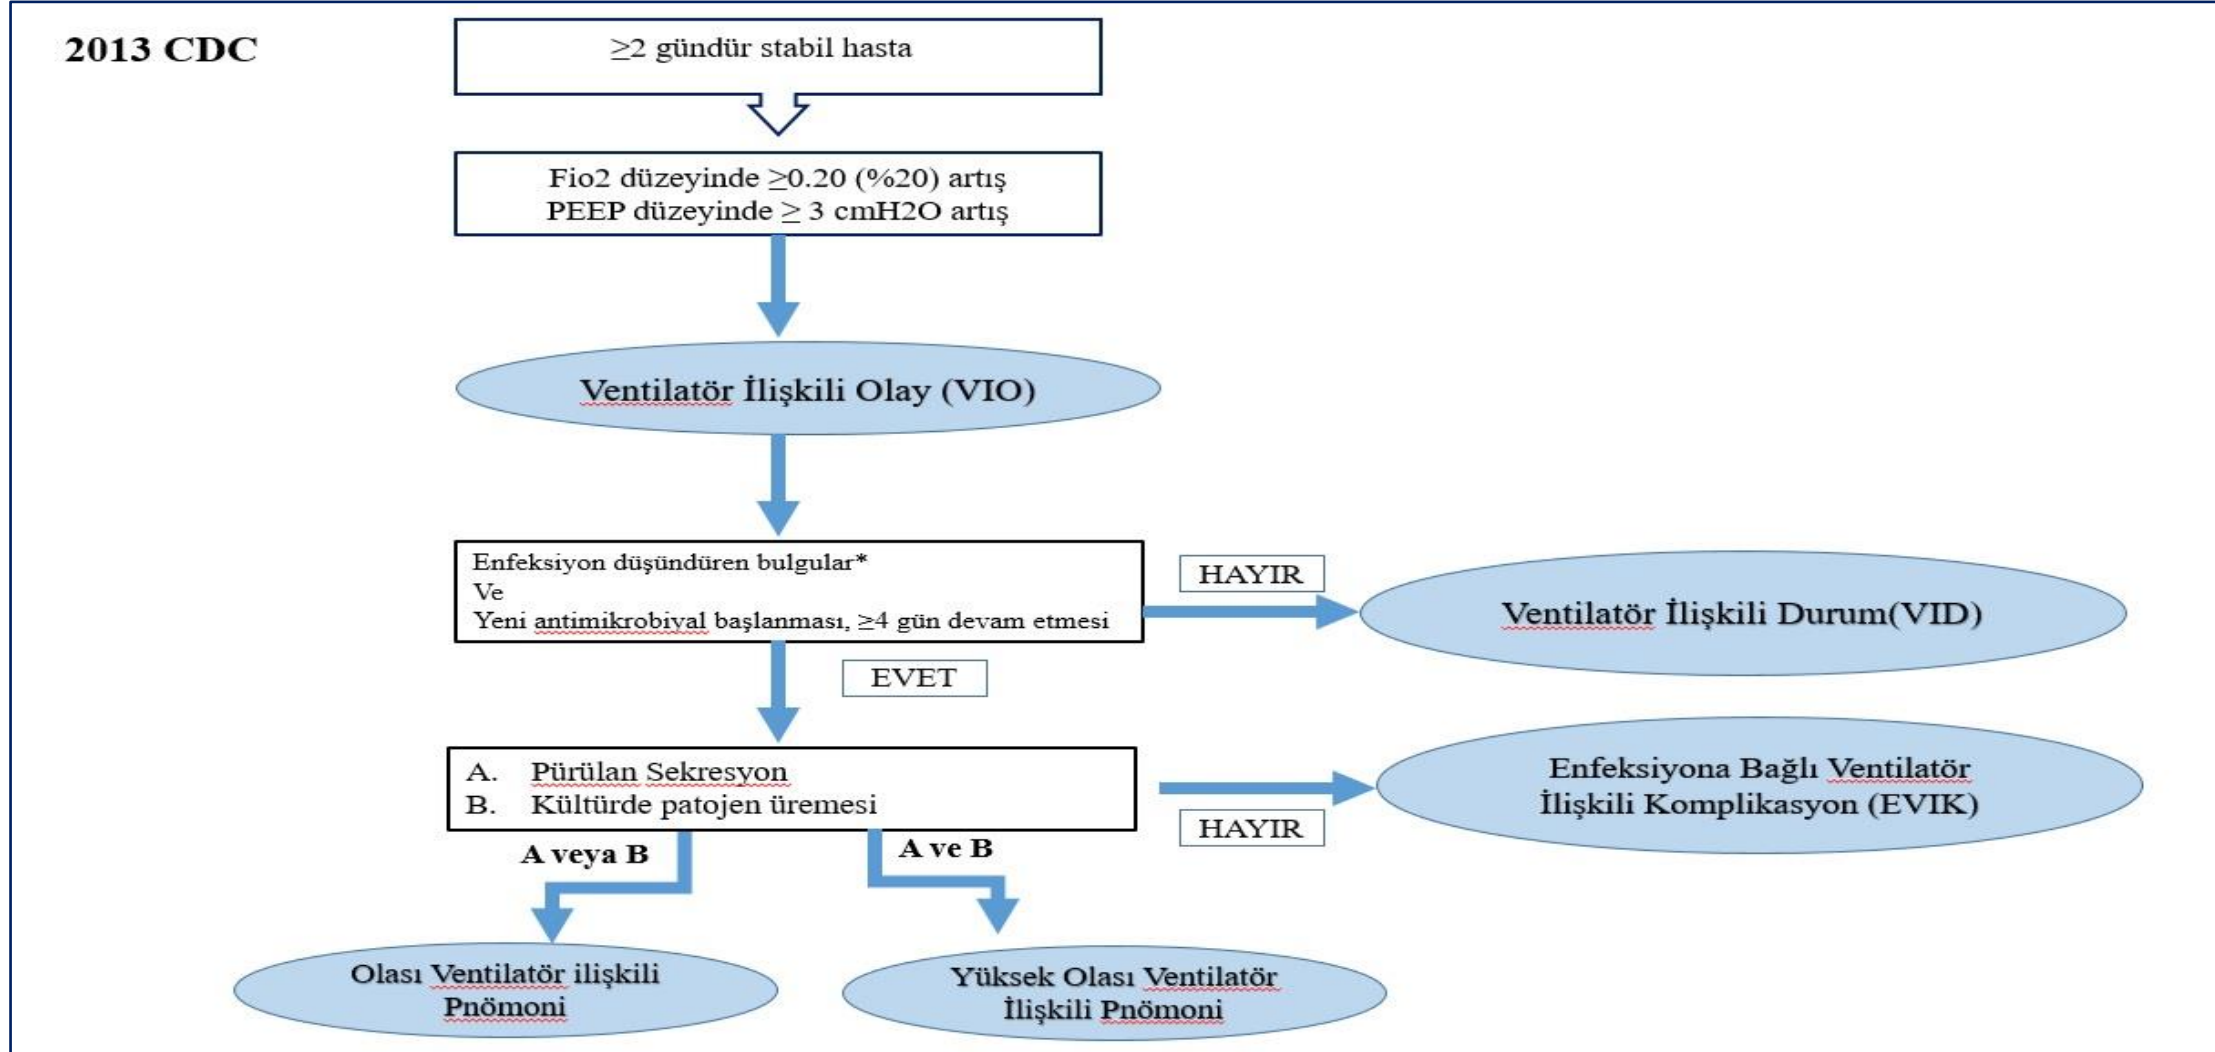 2013 CDC
≥2 gündür stabil hasta
Fio2 düzeyinde ≥0.20 (%20) artış
PEEP düzeyinde ≥ 3 cmH2O artış
Ventilatör İlişkili Olay (VIO)
Enfeksiyon düşündüren bulgular*
Ve
Yeni antimikrobiyal başlanması, ≥4 gün devam etmesi
HAYIR
Ventilatör İlişkili Durum(VID)
EVET
A. Pürülan Sekresyon
B. Kültürde patojen üremesi
HAYIR
Enfeksiyona Bağlı Ventilatör
İlişkili Komplikasyon (EVIK)
A veya B
A ve B
Olası Ventilatör ilişkili
Pnömoni
Yüksek Olası Ventilatör
İlişkili Pnömoni